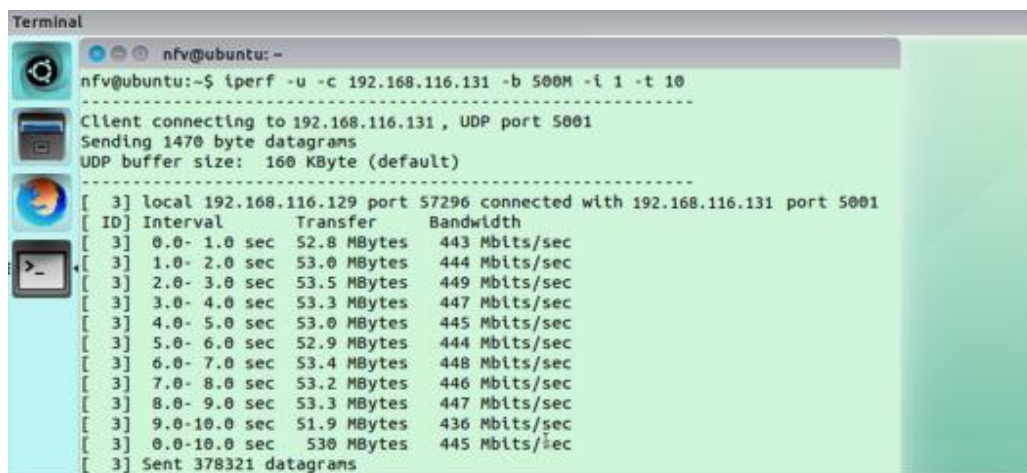 Terminal
nfv@ubuntu: ~
nfv@ubuntu:~$ iperf -u -c 192.168.116.131 -b 500M -i 1 -t 10
------------------------------------------------------------
Client connecting to 192.168.116.131 , UDP port 5001
Sending 1470 byte datagrams
UDP buffer size:  160 KByte (default)
------------------------------------------------------------
[  3] local 192.168.116.129 port 57296 connected with 192.168.116.131 port 5001
[ ID] Interval       Transfer     Bandwidth
[  3]  0.0- 1.0 sec  52.8 MBytes   443 Mbits/sec
[  3]  1.0- 2.0 sec  53.0 MBytes   444 Mbits/sec
[  3]  2.0- 3.0 sec  53.5 MBytes   449 Mbits/sec
[  3]  3.0- 4.0 sec  53.3 MBytes   447 Mbits/sec
[  3]  4.0- 5.0 sec  53.0 MBytes   445 Mbits/sec
[  3]  5.0- 6.0 sec  52.9 MBytes   444 Mbits/sec
[  3]  6.0- 7.0 sec  53.4 MBytes   448 Mbits/sec
[  3]  7.0- 8.0 sec  53.2 MBytes   446 Mbits/sec
[  3]  8.0- 9.0 sec  53.3 MBytes   447 Mbits/sec
[  3]  9.0-10.0 sec  51.9 MBytes   436 Mbits/sec
[  3]  0.0-10.0 sec   530 MBytes   445 Mbits/sec
[  3] Sent 378321 datagrams